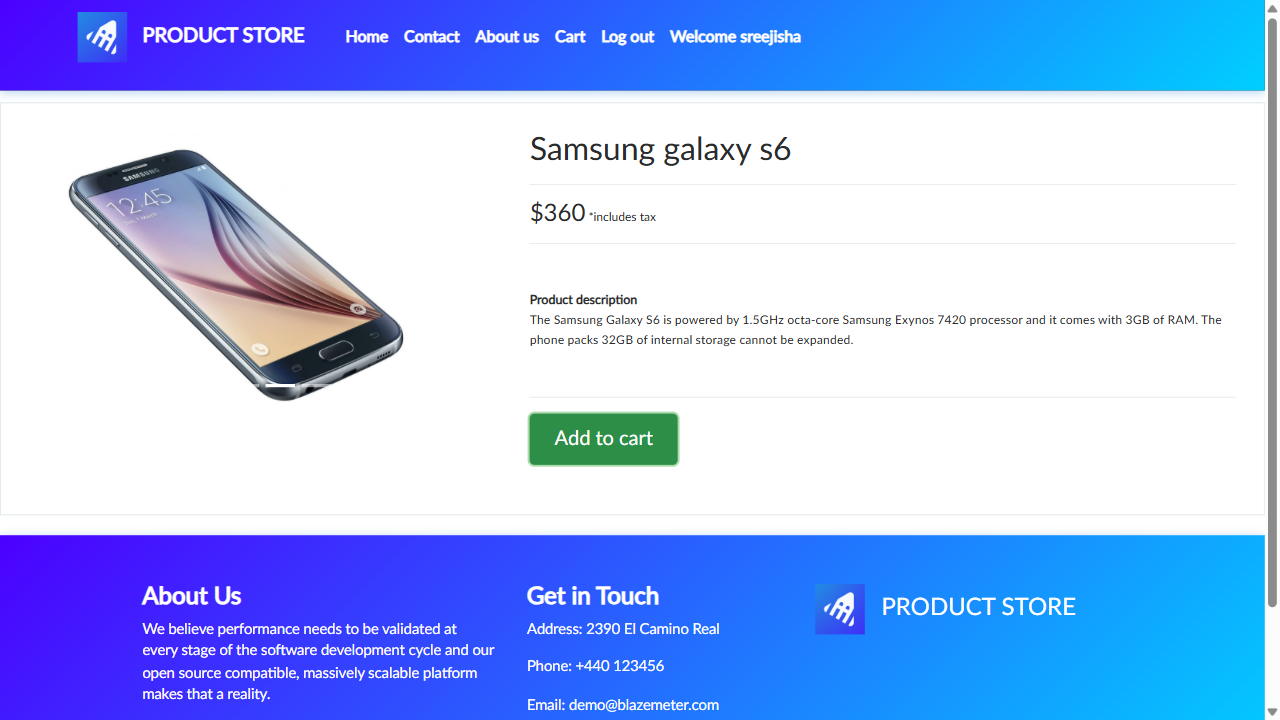 PRODUCT STORE
Home Contact About us Cart Log out Welcome sreejisha
SAMSUNG
12:45
Samsung galaxy s6
$360 *includes tax
Product description
The Samsung Galaxy S6 is powered by 1.5GHz octa-core Samsung Exynos 7420 processor and it comes with 3GB of RAM. The
phone packs 32GB of internal storage cannot be expanded.
Add to cart
About Us
We believe performance needs to be validated at
every stage of the software development cycle and our
open source compatible, massively scalable platform
makes that a reality.
Get in Touch
Address: 2390 El Camino Real
Phone: +440 123456
Email: demo@blazemeter.com
PRODUCT STORE